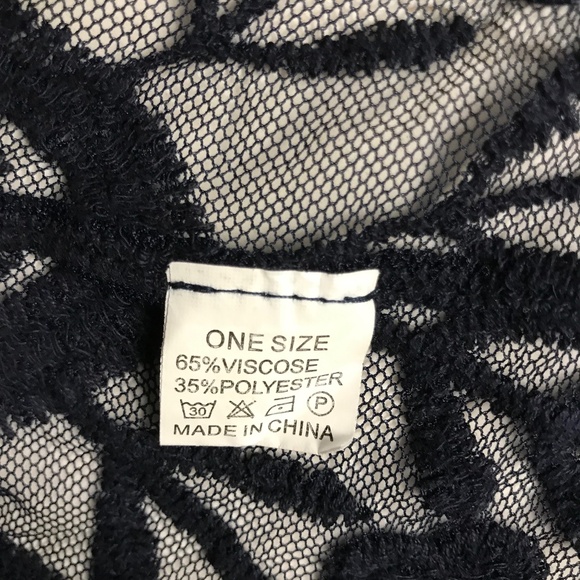 ONE SIZE
65%VISCOSE
35%POLYESTER
30 P
MADE IN CHINA